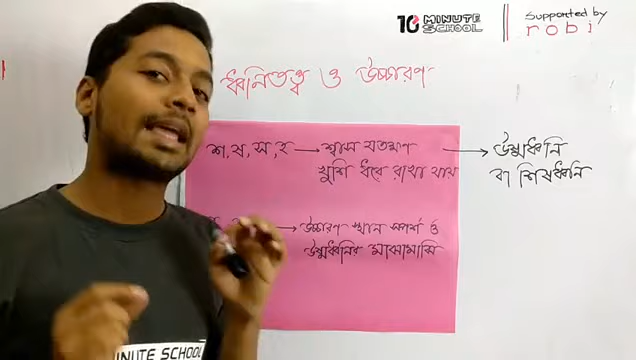 10 MINUTE SCHOOL
Supported by
robi
ধ্বনিতত্ত্ব ও উচ্চারণ
শ, ষ, স, হ → শ্বাস যতক্ষণ
খুশি ধরে রাখা যায়
→ উষ্মধ্বনি
বা শিষধ্বনি
→ উচ্চারণ স্থান স্পর্শ ও
উষ্মধ্বনির মাঝামাঝি
MINUTE SCHOOL